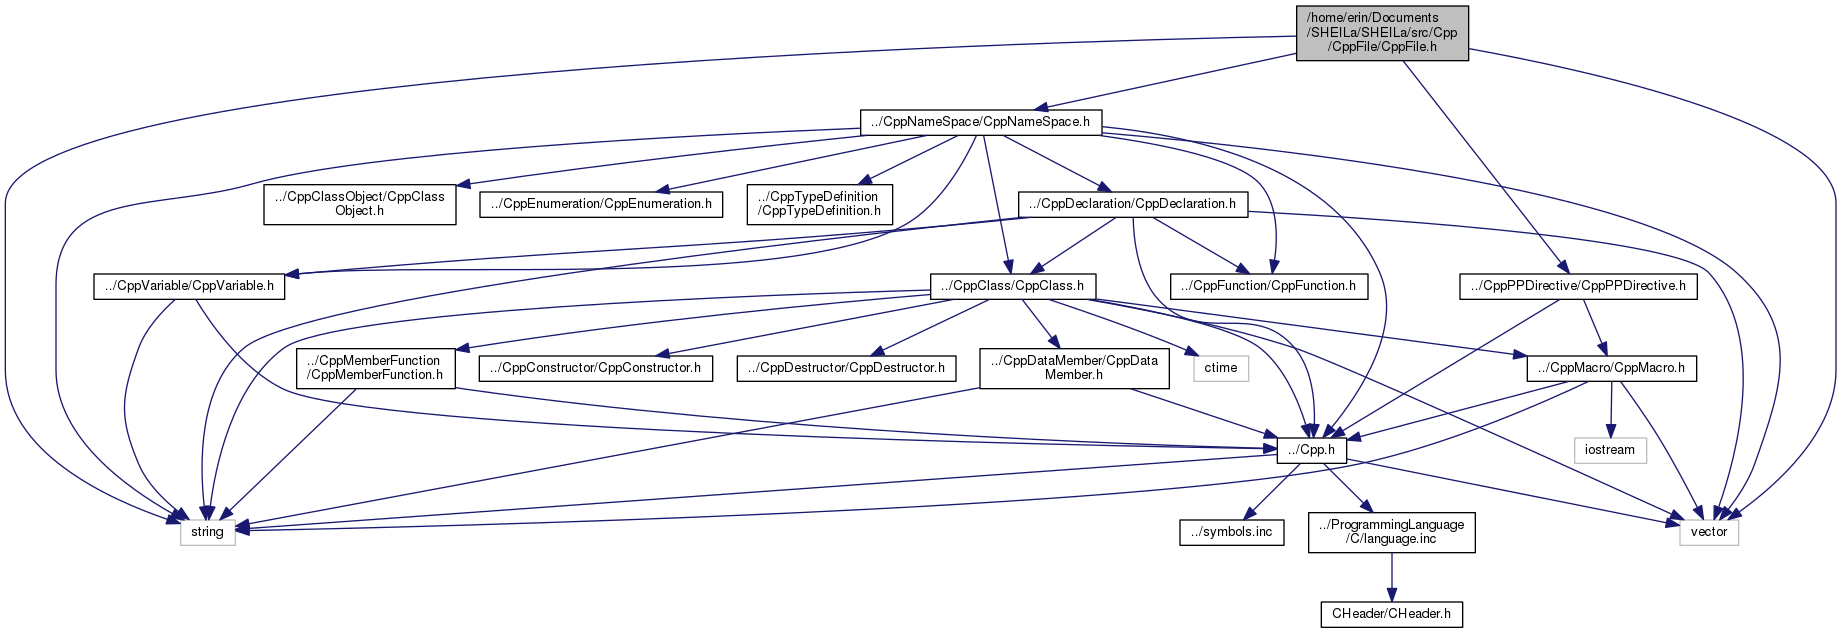 /home/erin/Documents
/SHEILa/SHEILa/src/Cpp
/CppFile/CppFile.h
../CppNameSpace/CppNameSpace.h
../CppClassObject/CppClass
Object.h
../CppEnumeration/CppEnumeration.h
../CppTypeDefinition
/CppTypeDefinition.h
../CppDeclaration/CppDeclaration.h
../CppVariable/CppVariable.h
../CppClass/CppClass.h
../CppFunction/CppFunction.h
../CppPPDirective/CppPPDirective.h
../CppMemberFunction
/CppMemberFunction.h
../CppConstructor/CppConstructor.h
../CppDestructor/CppDestructor.h
../CppDataMember/CppData
Member.h
ctime
../CppMacro/CppMacro.h
../Cpp.h
iostream
string
../symbols.inc
../ProgrammingLanguage
/C/language.inc
vector
CHeader/CHeader.h